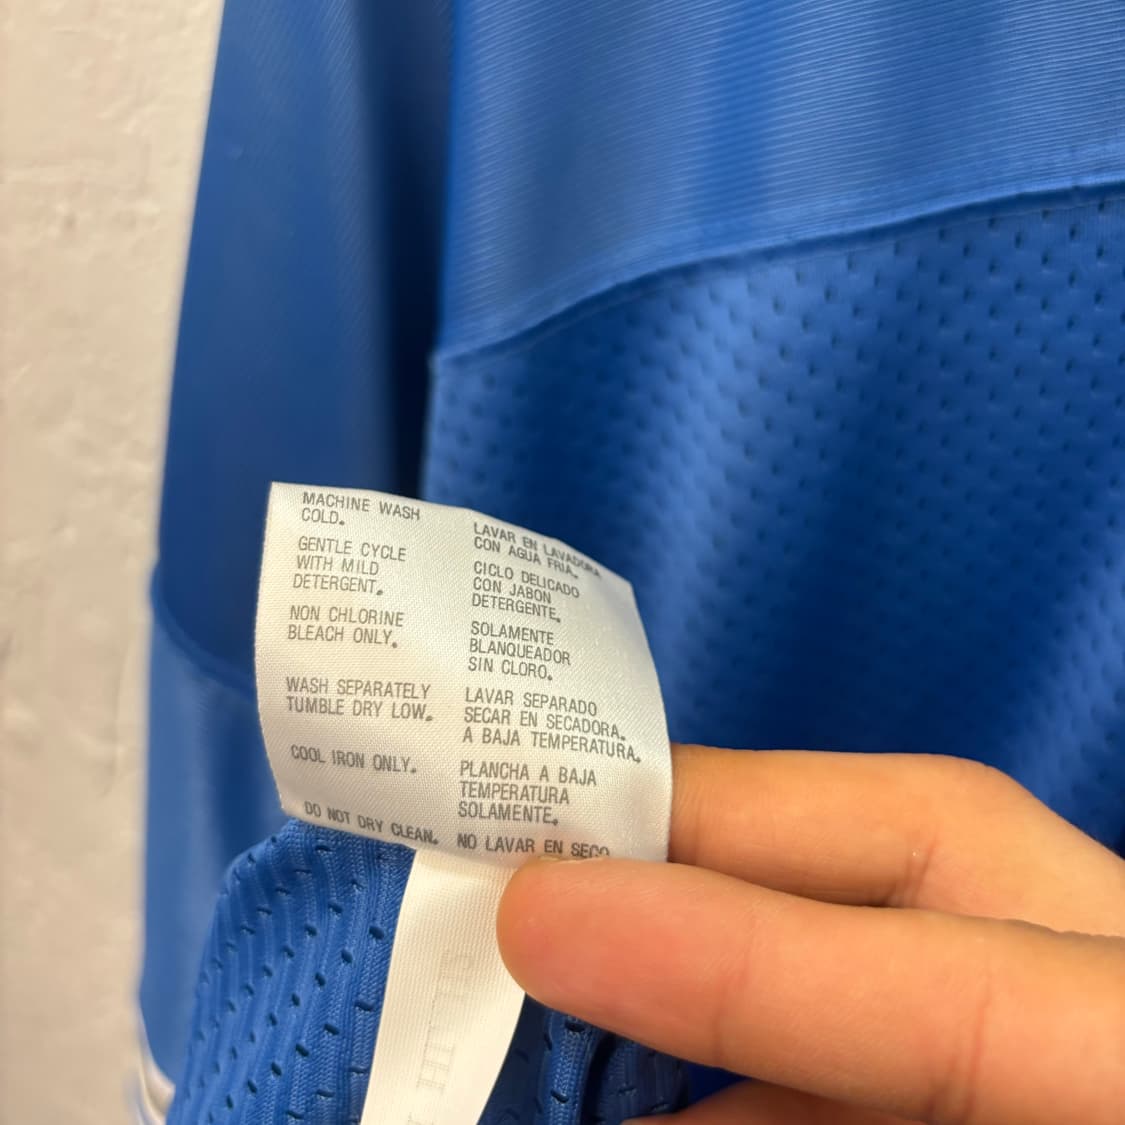 MACHINE WASH
COLD.
GENTLE CYCLE
WITH MILD
DETERGENT.
NON CHLORINE
BLEACH ONLY.
WASH SEPARATELY
TUMBLE DRY LOW.
COOL IRON ONLY.
DO NOT DRY CLEAN.
LAVAR EN LAVADORA
CON AGUA FRIA.
CICLO DELICADO
CON JABON
DETERGENTE.
SOLAMENTE
BLANQUEADOR
SIN CLORO.
LAVAR SEPARADO
SECAR EN SECADORA.
A BAJA TEMPERATURA.
PLANCHA A BAJA
TEMPERATURA
SOLAMENTE.
NO LAVAR EN SECO